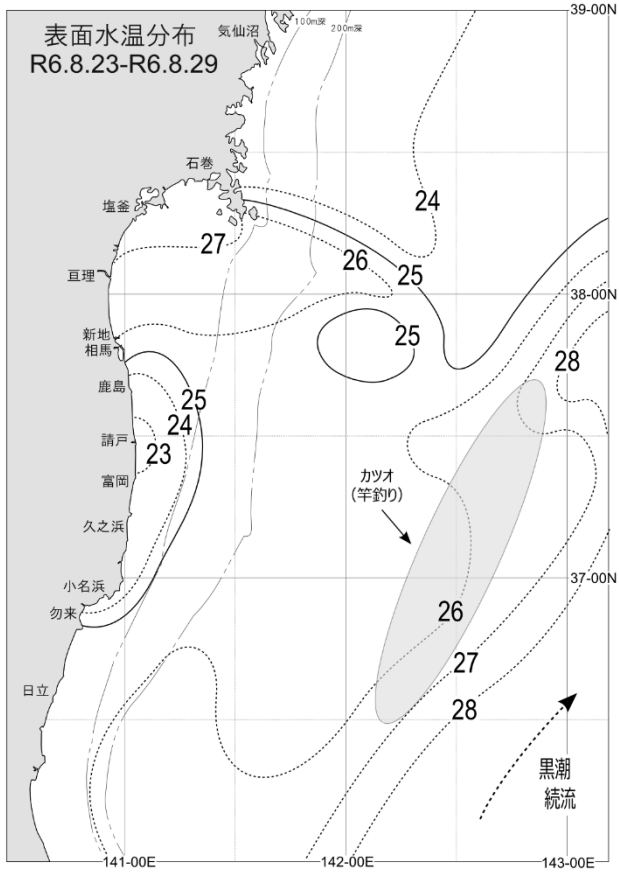 表面水温分布
R6.8.23-R6.8.29
気仙沼
100m深
200m深
39-00N
石巻
塩釜
24
27
26
25
亘理
38-00N
新地
相馬
25
28
鹿島
25
24
請戸
23
富岡
カツオ
(竿釣り)
久之浜
小名浜
37-00N
勿来
26
27
日立
28
黒潮
続流
141-00E
142-00E
143-00E